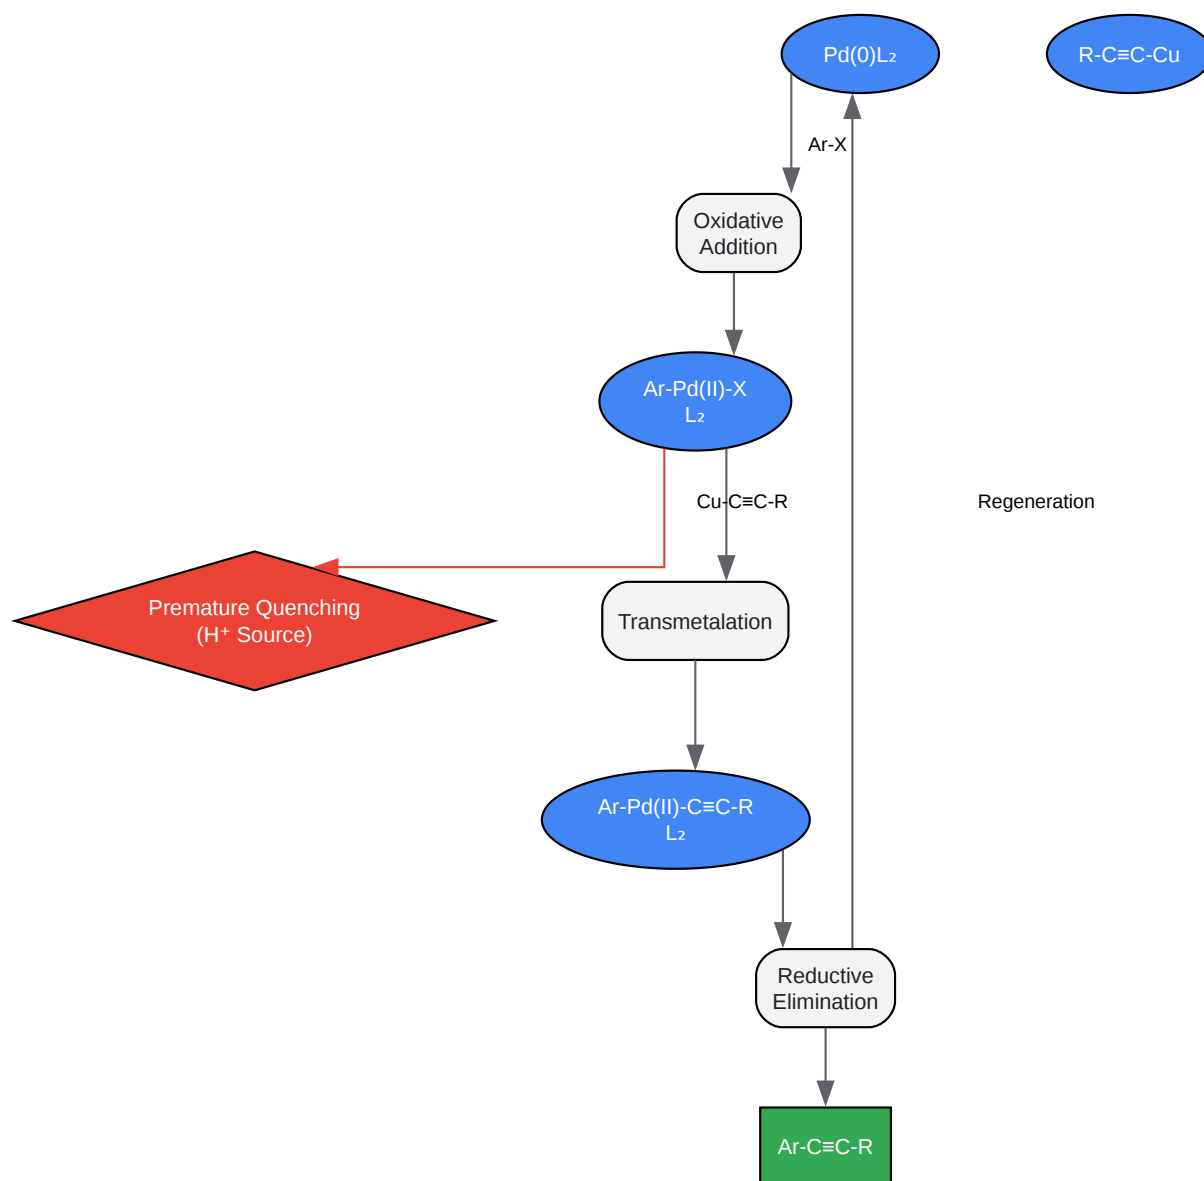 Pd(0)L₂
R-C≡C-Cu
Ar-X
Oxidative
Addition
Ar-Pd(II)-X
L₂
Cu-C≡C-R
Regeneration
Premature Quenching
(H⁺ Source)
Transmetalation
Ar-Pd(II)-C≡C-R
L₂
Reductive
Elimination
Ar-C≡C-R